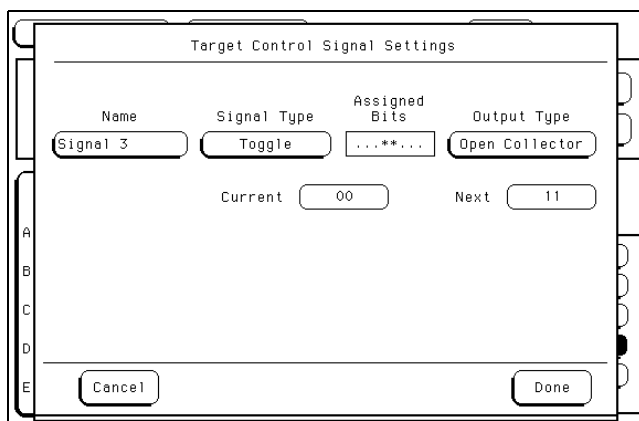 Target Control Signal Settings
Name Signal Type Assigned Bits Output Type
Signal 3 Toggle ...**... Open Collector
Current 00 Next 11
A
B
C
D
E
Cancel Done